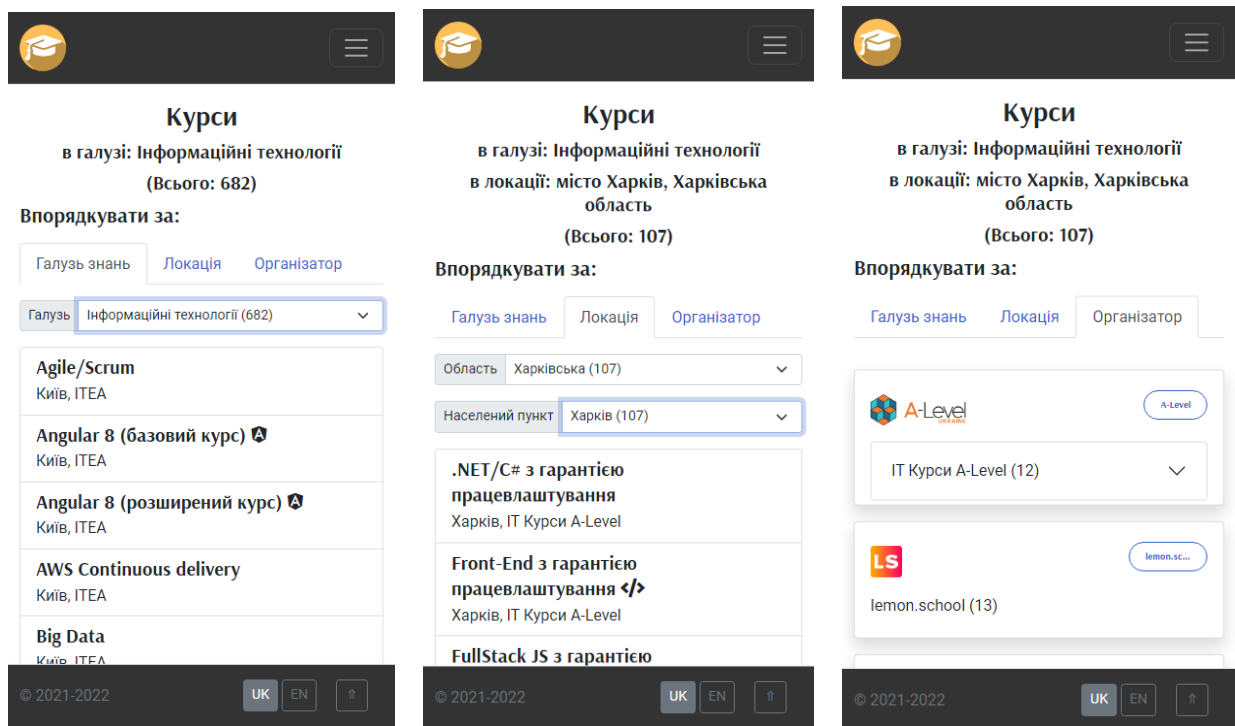 Курси
в галузі: Інформаційні технології
(Всього: 682)
Впорядкувати за:
Галузь знань Локація Організатор
Галузь Інформаційні технології (682)
Agile/Scrum
Київ, ITEA
Angular 8 (базовий курс)
Київ, ITEA
Angular 8 (розширений курс)
Київ, ITEA
AWS Continuous delivery
Київ, ITEA
Big Data
Київ, ITEA
© 2021-2022 UK EN ⇑
Курси
в галузі: Інформаційні технології
в локації: місто Харків, Харківська
область
(Всього: 107)
Впорядкувати за:
Галузь знань Локація Організатор
Область Харківська (107)
Населений пункт Харків (107)
.NET/C# з гарантією
працевлаштування
Харків, IT Курси A-Level
Front-End з гарантією
працевлаштування </>
Харків, IT Курси A-Level
FullStack JS з гарантією
© 2021-2022 UK EN ⇑
Курси
в галузі: Інформаційні технології
в локації: місто Харків, Харківська
область
(Всього: 107)
Впорядкувати за:
Галузь знань Локація Організатор
A-Level
UKRAINE
A-Level
IT Курси A-Level (12)
LS
lemon.sc...
lemon.school (13)
© 2021-2022 UK EN ⇑